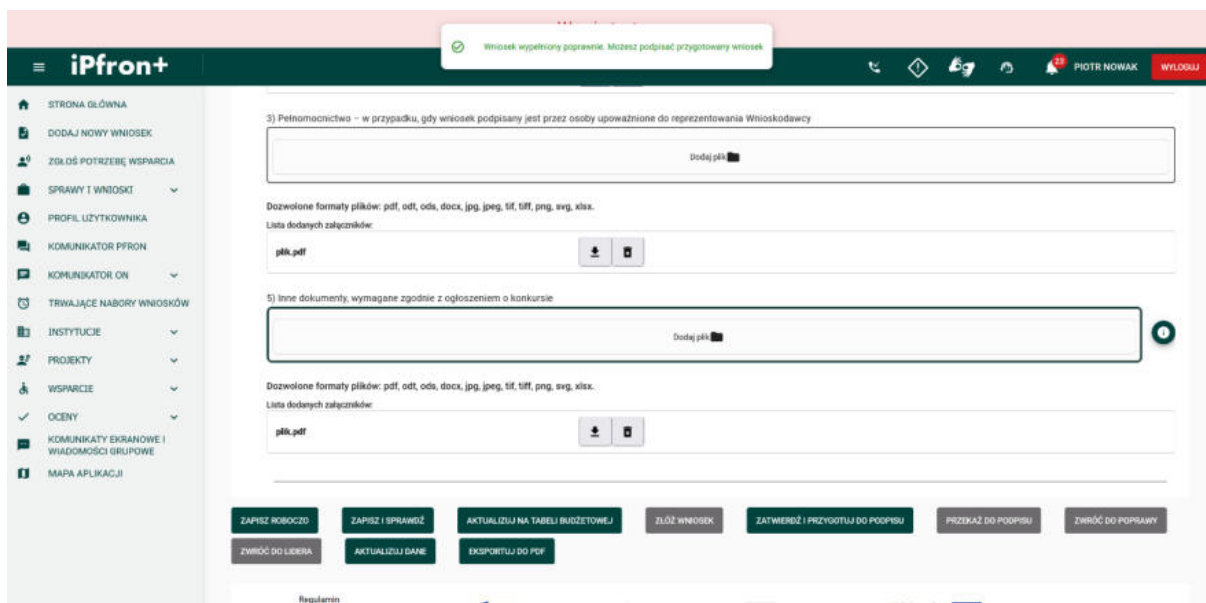 Wniosek wypełniony poprawnie. Możesz podpisać przygotowany wniosek
iPfron+
23
PIOTR NOWAK
WYLOGUJ
STRONA GŁÓWNA
DODAJ NOWY WNIOSEK
ZGŁOŚ POTRZEBĘ WSPARCIA
SPRAWY I WNIOSKI
PROFIL UŻYTKOWNIKA
KOMUNIKATOR PFRON
KOMUNIKATOR ON
TRWAJĄCE NABORY WNIOSKÓW
INSTYTUCJE
PROJEKTY
WSPARCIE
OCENY
KOMUNIKATY EKRANOWE I
WIADOMOŚCI GRUPOWE
MAPA APLIKACJI
3) Pełnomocnictwo – w przypadku, gdy wniosek podpisany jest przez osoby upoważnione do reprezentowania Wnioskodawcy
Dodaj plik
Dozwolone formaty plików: pdf, odt, ods, docx, jpg, jpeg, tif, tiff, png, svg, xlsx.
Lista dodanych załączników:
plik.pdf
5) Inne dokumenty, wymagane zgodnie z ogłoszeniem o konkursie
Dodaj plik
Dozwolone formaty plików: pdf, odt, ods, docx, jpg, jpeg, tif, tiff, png, svg, xlsx.
Lista dodanych załączników:
plik.pdf
ZAPISZ ROBOCZO
ZAPISZ I SPRAWDŹ
AKTUALIZUJ NA TABELI BUDŻETOWEJ
ZŁÓŻ WNIOSEK
ZATWIERDŹ I PRZYGOTUJ DO PODPISU
PRZEKAŻ DO PODPISU
ZWRÓĆ DO POPRAWY
ZWRÓĆ DO LIDERA
AKTUALIZUJ DANE
EKSPORTUJ DO PDF
Regulamin